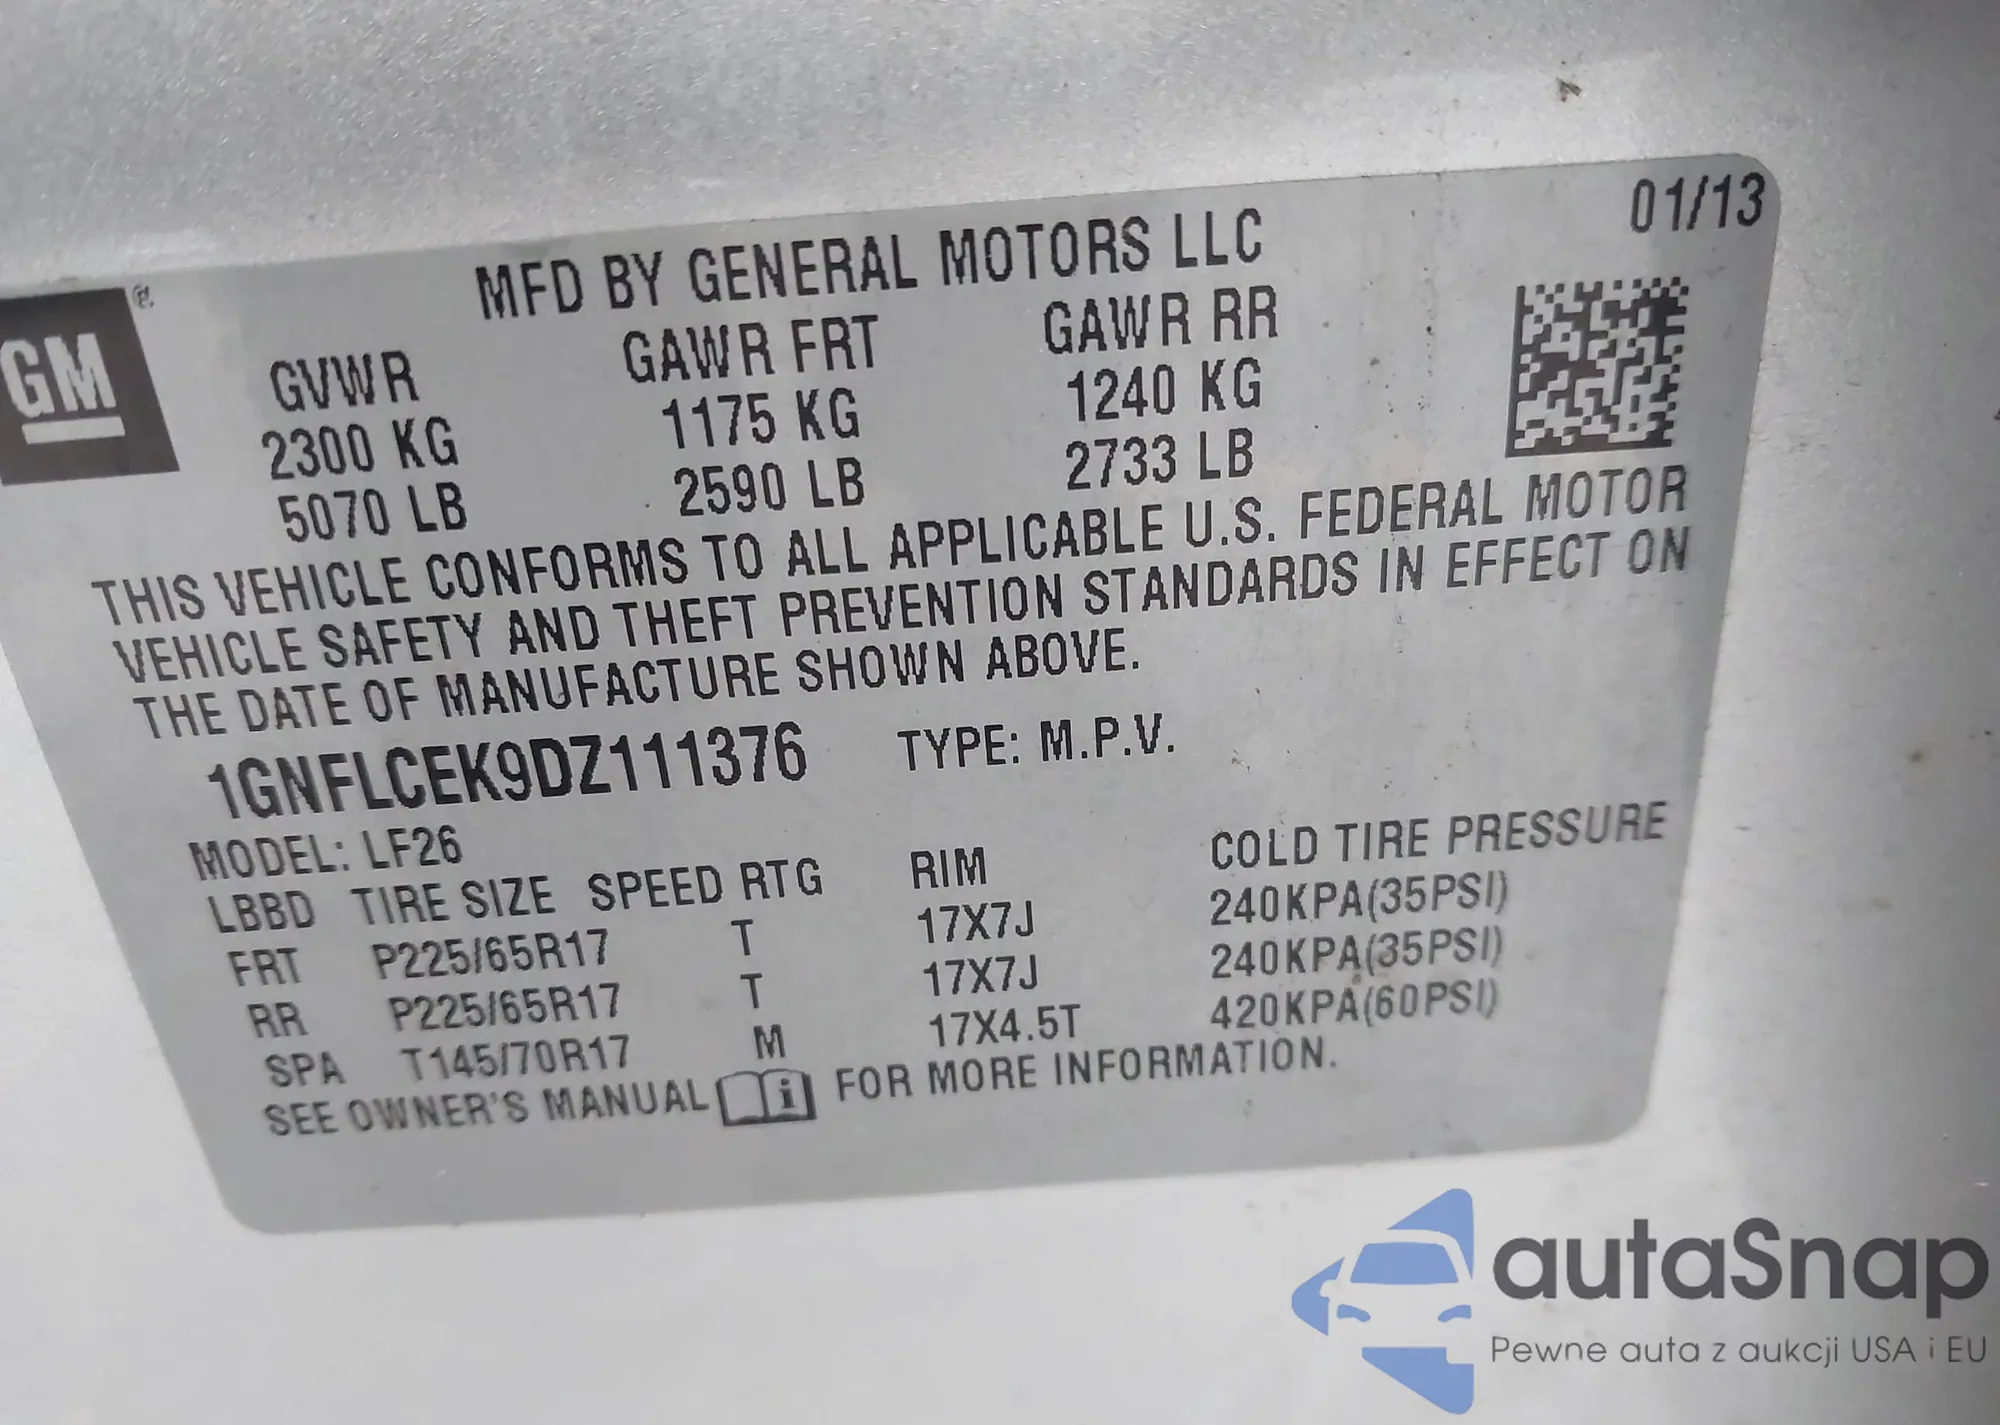 01/13
MFD BY GENERAL MOTORS LLC
GM
GVWR GAWR FRT GAWR RR
2300 KG 1175 KG 1240 KG
5070 LB 2590 LB 2733 LB
THIS VEHICLE CONFORMS TO ALL APPLICABLE U.S. FEDERAL MOTOR
VEHICLE SAFETY AND THEFT PREVENTION STANDARDS IN EFFECT ON
THE DATE OF MANUFACTURE SHOWN ABOVE.
1GNFLCEK9DZ111376 TYPE: M.P.V.
MODEL: LF26
LBBD TIRE SIZE SPEED RTG RIM COLD TIRE PRESSURE
FRT P225/65R17 T 17X7J 240KPA(35PSI)
RR P225/65R17 T 17X7J 240KPA(35PSI)
SPA T145/70R17 M 17X4.5T 420KPA(60PSI)
SEE OWNER'S MANUAL i FOR MORE INFORMATION.
autaSnap
Pewne auta z aukcji USA i EU